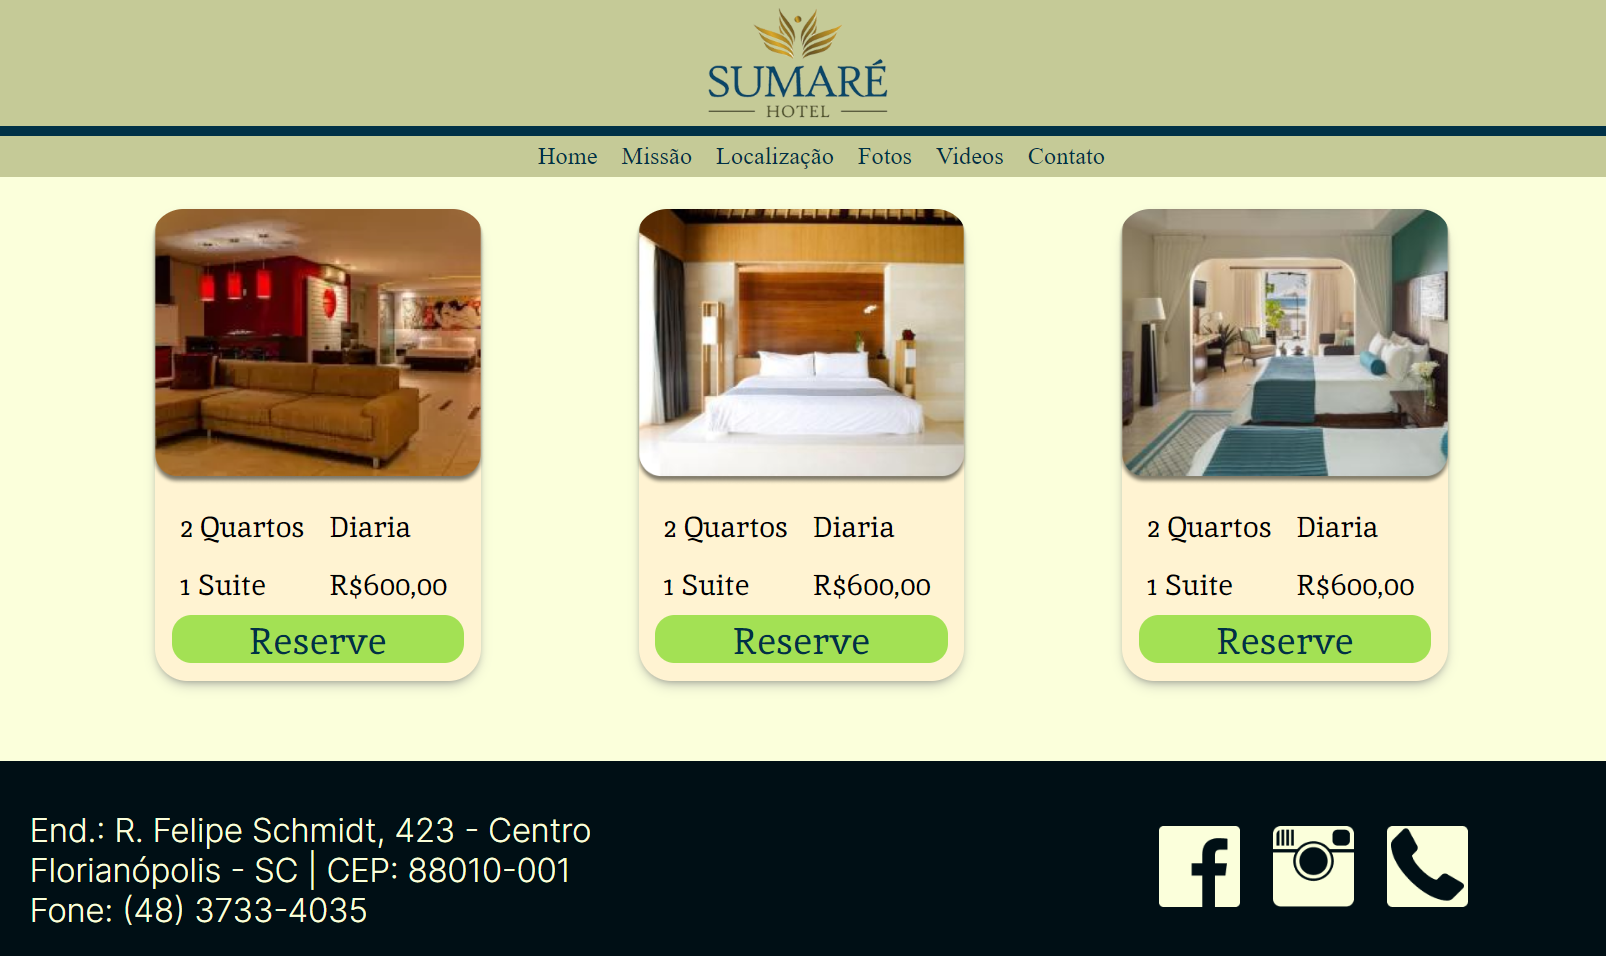 SUMARÉ
HOTEL
Home Missão Localização Fotos Videos Contato
2 Quartos Diaria
1 Suite R$600,00
Reserve
2 Quartos Diaria
1 Suite R$600,00
Reserve
2 Quartos Diaria
1 Suite R$600,00
Reserve
End.: R. Felipe Schmidt, 423 - Centro
Florianópolis - SC | CEP: 88010-001
Fone: (48) 3733-4035